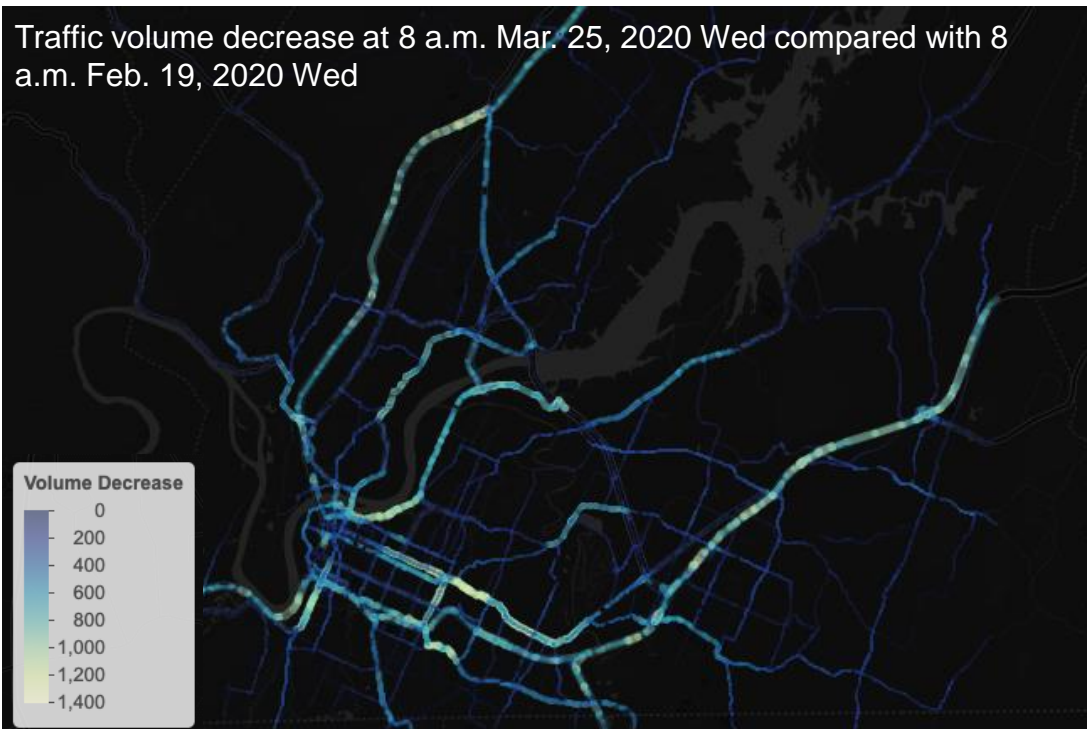 Traffic volume decrease at 8 a.m. Mar. 25, 2020 Wed compared with 8
a.m. Feb. 19, 2020 Wed
Volume Decrease
0
200
400
600
800
1,000
1,200
1,400